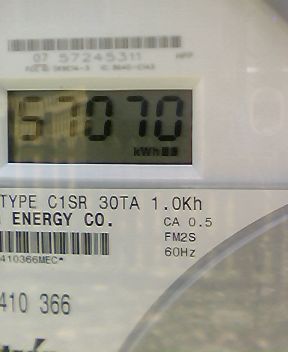 07 57245311
57070
kWh
TYPE C1SR 30TA 1.0Kh
ENERGY CO.
CA 0.5
FM2S
410366MEC*
60Hz
410 366